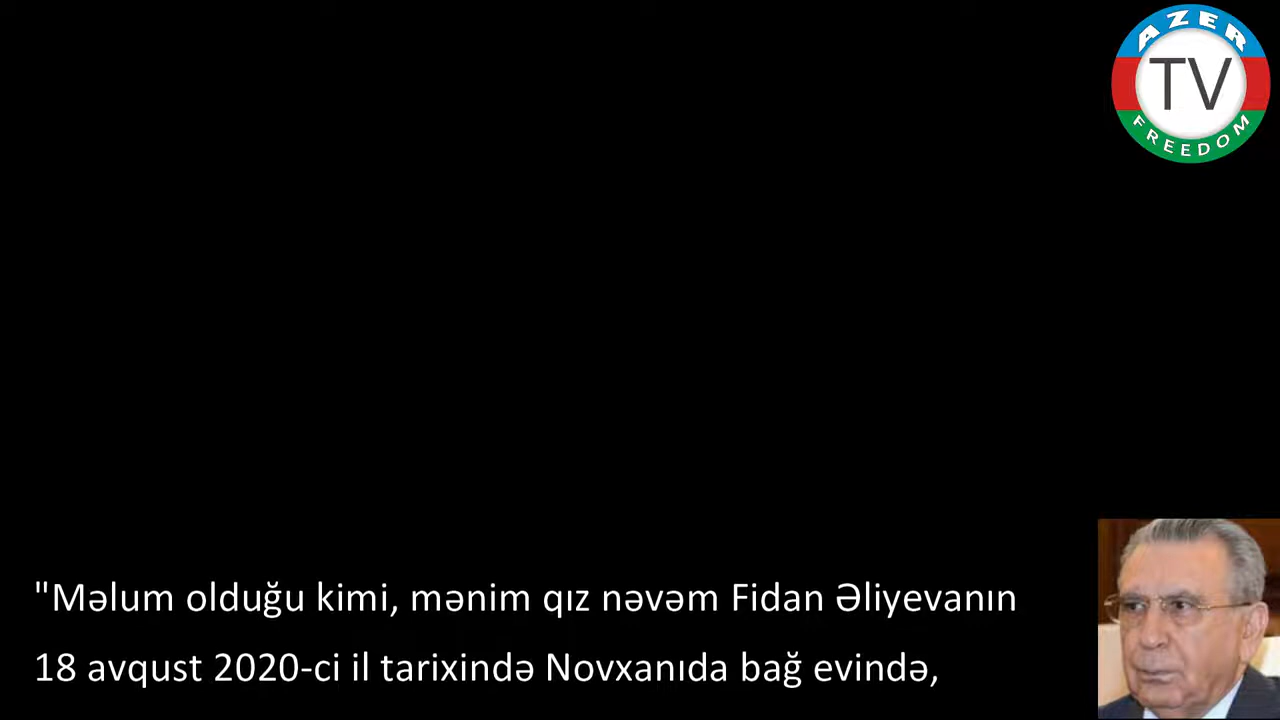 AZER
TV
FREEDOM
"Məlum olduğu kimi, mənim qız nəvəm Fidan Əliyevanın
18 avqust 2020-ci il tarixində Novxanıda bağ evində,